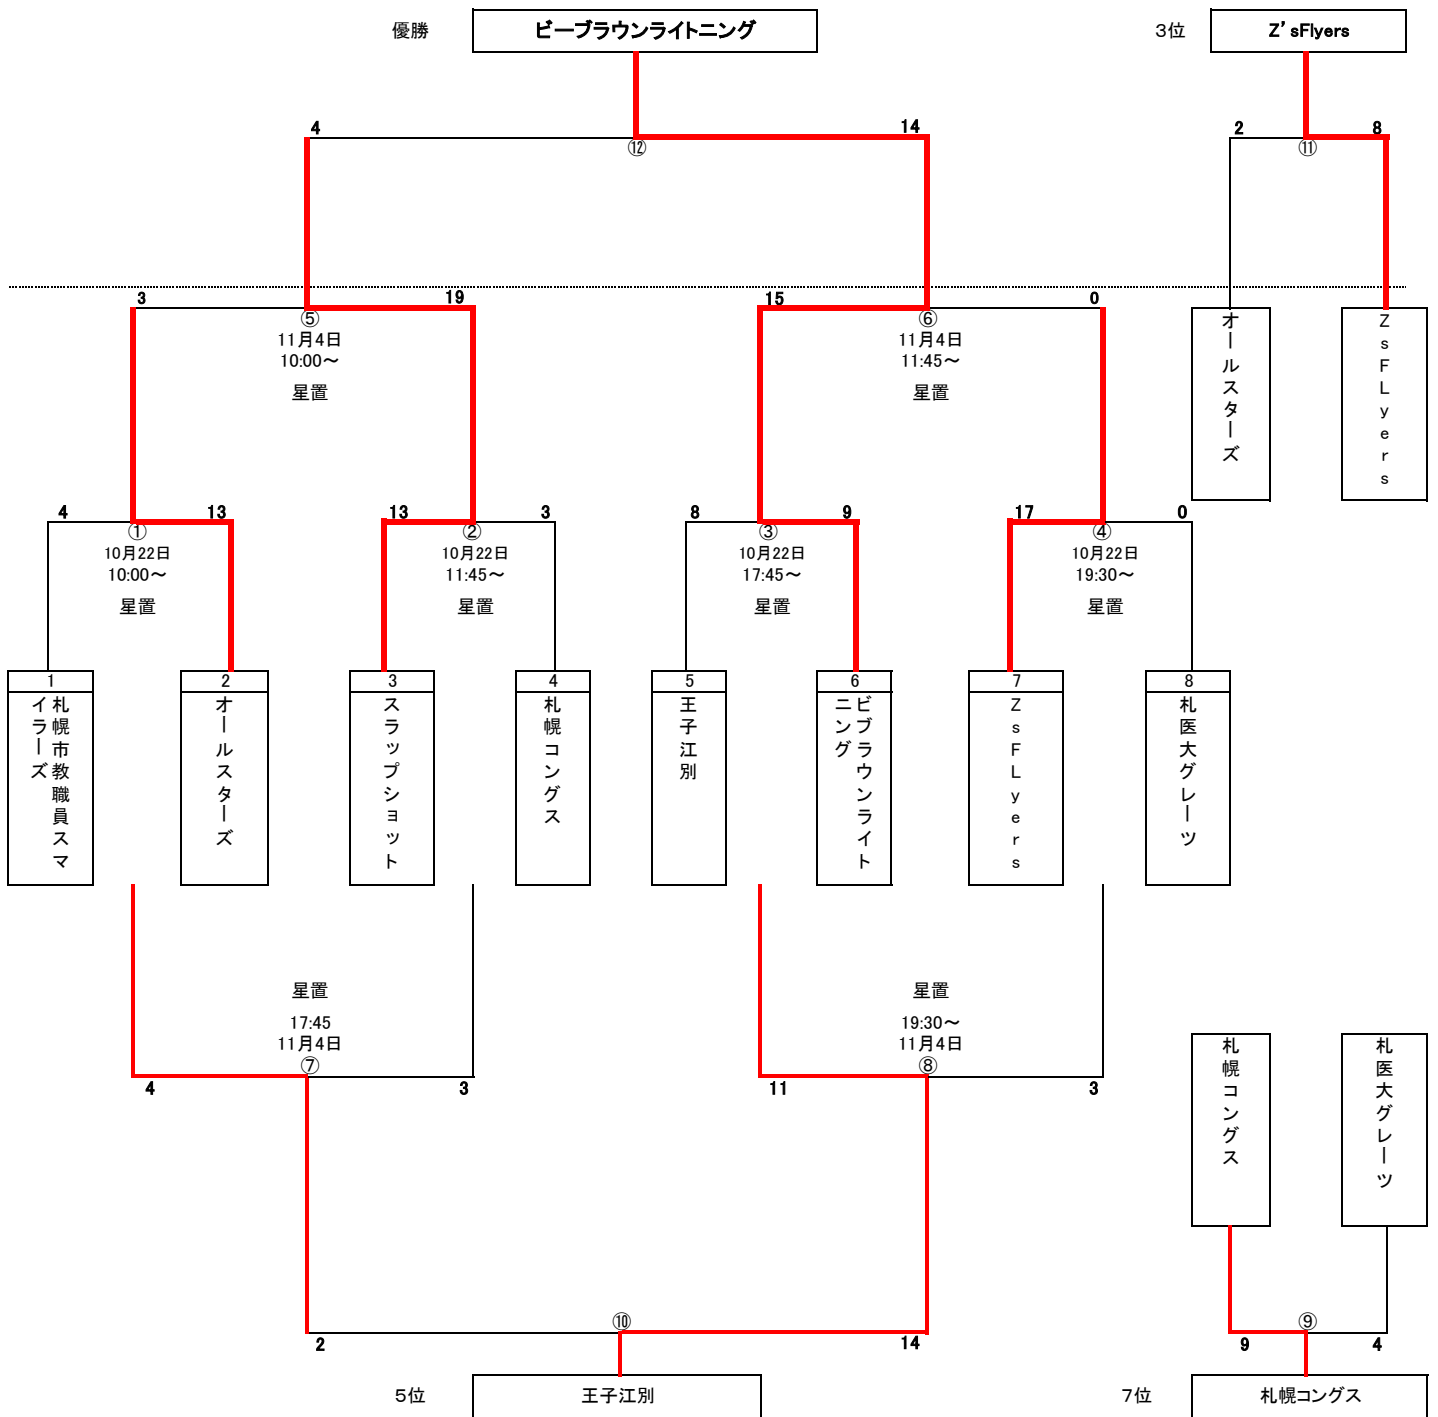 優勝
ビーブラウンライトニング
3位
Z'sFlyers
4
14
⑫
2
8
⑪
3
19
⑤
11月4日
10:00～
星置
15
0
⑥
11月4日
11:45～
星置
オールスターズ
ZsFLyers
4
13
①
10月22日
10:00～
星置
13
3
②
10月22日
11:45～
星置
8
9
③
10月22日
17:45～
星置
17
0
④
10月22日
19:30～
星置
1
札幌市教職員スマ
イラーズ
2
オールスターズ
3
スラップショット
4
札幌コングス
5
王子江別
6
ビブラウンライト
ニング
7
ZsFLyers
8
札医大グレーツ
星置
17:45
11月4日
⑦
4
3
星置
19:30～
11月4日
⑧
11
3
札幌コングス
札医大グレーツ
⑩
2
14
⑨
9
4
5位
王子江別
7位
札幌コングス